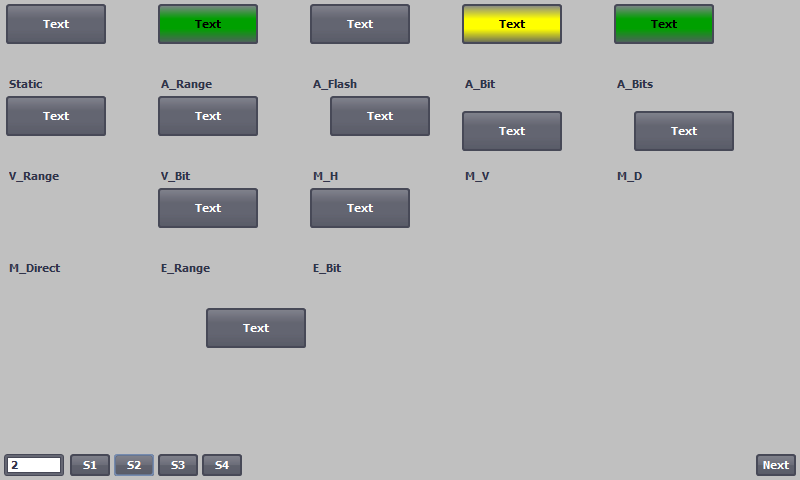 Text Text Text Text Text
Static A_Range A_Flash A_Bit A_Bits
Text Text Text Text Text
V_Range V_Bit M_H M_V M_D
Text Text
M_Direct E_Range E_Bit
Text
2 S1 S2 S3 S4 Next